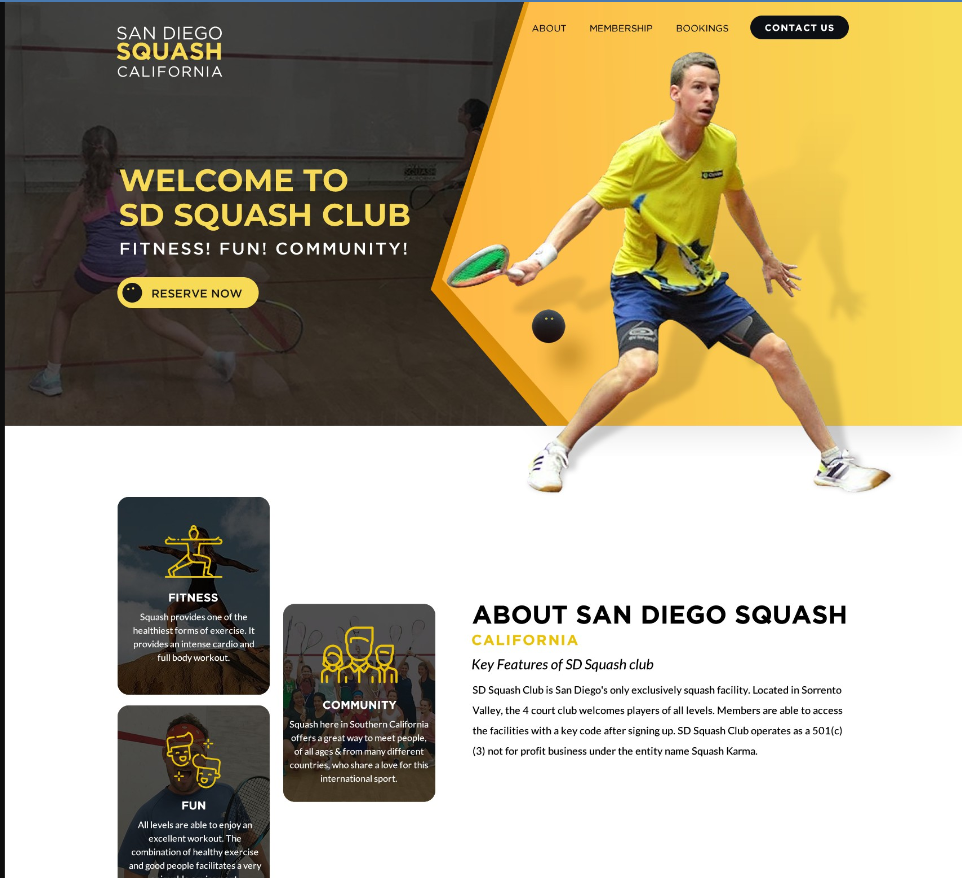 SAN DIEGO
SQUASH
CALIFORNIA
ABOUT MEMBERSHIP BOOKINGS CONTACT US
WELCOME TO
SD SQUASH CLUB
FITNESS! FUN! COMMUNITY!
RESERVE NOW
FITNESS
Squash provides one of the
healthiest forms of exercise. It
provides an intense cardio and
full body workout.
COMMUNITY
Squash here in Southern California
offers a great way to meet people,
of all ages & from many different
countries, who share a love for this
international sport.
FUN
All levels are able to enjoy an
excellent workout. The
combination of healthy exercise
and good people facilitates a very
ABOUT SAN DIEGO SQUASH
CALIFORNIA
Key Features of SD Squash club
SD Squash Club is San Diego's only exclusively squash facility. Located in Sorrento
Valley, the 4 court club welcomes players of all levels. Members are able to access
the facilities with a key code after signing up. SD Squash Club operates as a 501(c)
(3) not for profit business under the entity name Squash Karma.